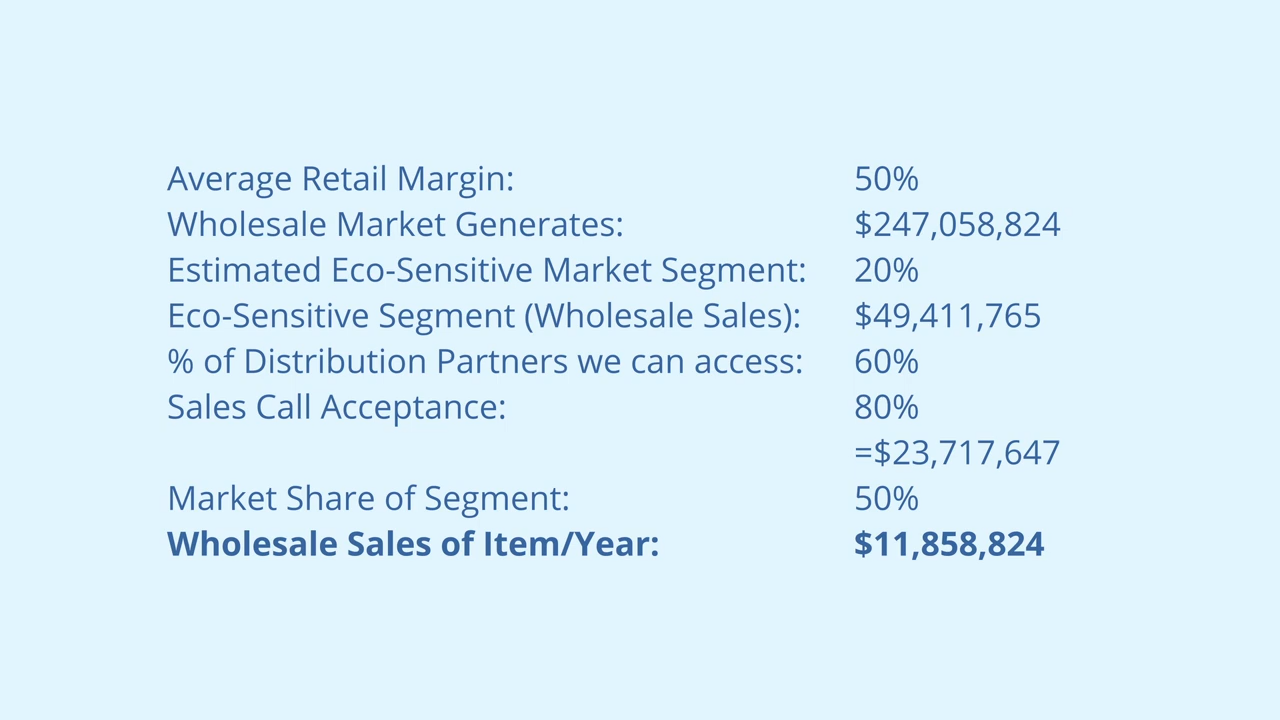 Average Retail Margin: 50%
Wholesale Market Generates: $247,058,824
Estimated Eco-Sensitive Market Segment: 20%
Eco-Sensitive Segment (Wholesale Sales): $49,411,765
% of Distribution Partners we can access: 60%
Sales Call Acceptance: 80%
=$23,717,647
Market Share of Segment: 50%
Wholesale Sales of Item/Year: $11,858,824